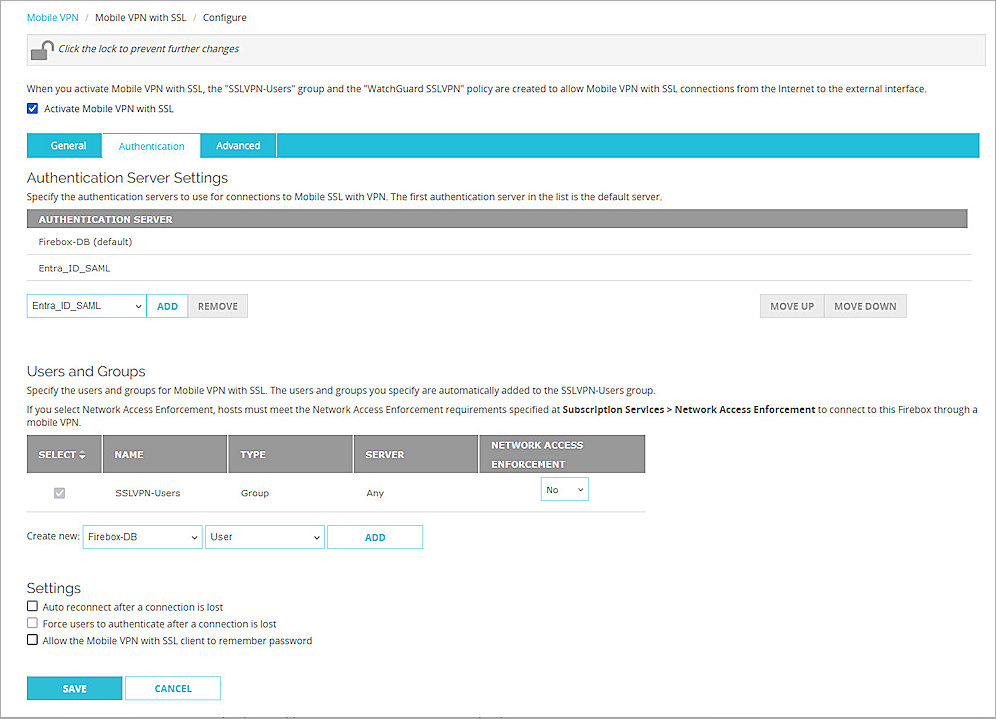 Mobile VPN / Mobile VPN with SSL / Configure
Click the lock to prevent further changes
When you activate Mobile VPN with SSL, the "SSLVPN-Users" group and the "WatchGuard SSLVPN" policy are created to allow Mobile VPN with SSL connections from the Internet to the external interface.
Activate Mobile VPN with SSL
General Authentication Advanced
Authentication Server Settings
Specify the authentication servers to use for connections to Mobile SSL with VPN. The first authentication server in the list is the default server.
AUTHENTICATION SERVER
Firebox-DB (default)
Entra_ID_SAML
Entra_ID_SAML ADD REMOVE MOVE UP MOVE DOWN
Users and Groups
Specify the users and groups for Mobile VPN with SSL. The users and groups you specify are automatically added to the SSLVPN-Users group.
If you select Network Access Enforcement, hosts must meet the Network Access Enforcement requirements specified at Subscription Services > Network Access Enforcement to connect to this Firebox through a
mobile VPN.
SELECT NAME TYPE SERVER NETWORK ACCESS
ENFORCEMENT
SSLVPN-Users Group Any No
Create new: Firebox-DB User ADD
Settings
Auto reconnect after a connection is lost
Force users to authenticate after a connection is lost
Allow the Mobile VPN with SSL client to remember password
SAVE CANCEL